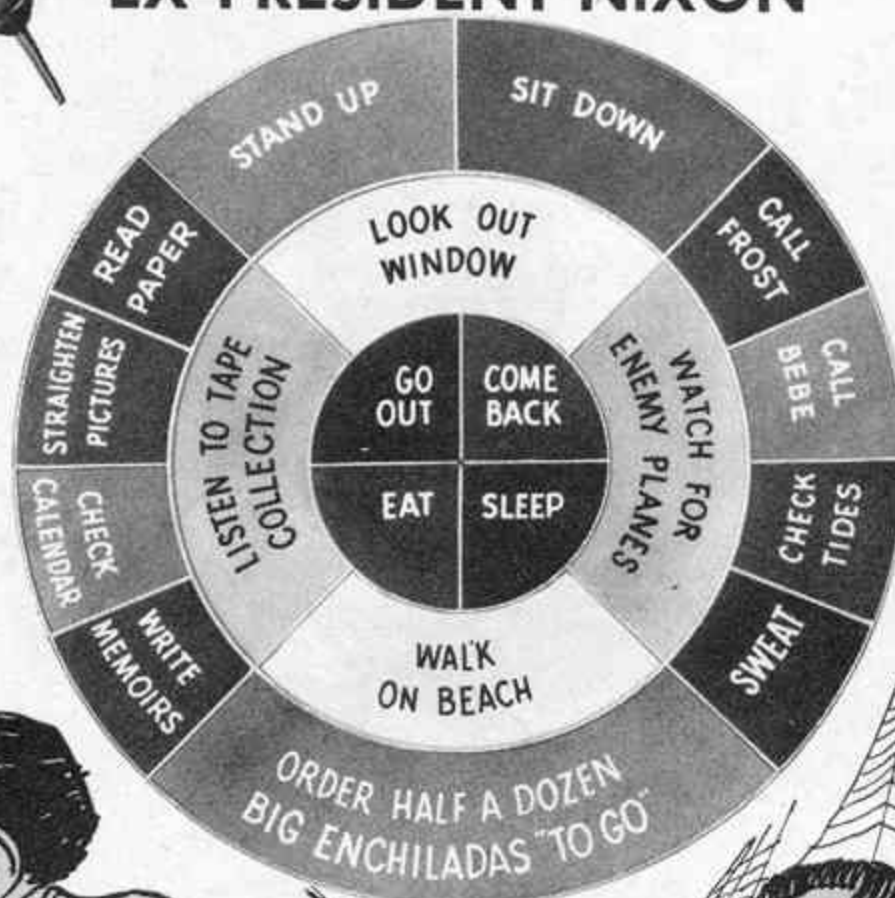 EX-PRESIDENT NIXON
STAND UP
SIT DOWN
READ
PAPER
CALL
FROST
LOOK OUT
WINDOW
STRAIGHTEN
PICTURES
LISTEN TO TAPE
COLLECTION
GO
OUT
COME
BACK
WATCH FOR
ENEMY PLANES
CALL
BEBE
CHECK
CALENDAR
EAT
SLEEP
CHECK
TIDES
WRITE
MEMOIRS
WALK
ON BEACH
SWEAT
ORDER HALF A DOZEN
BIG ENCHILADAS "TO GO"